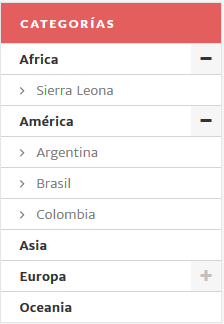 CATEGORÍAS
Africa
Sierra Leona
América
Argentina
Brasil
Colombia
Asia
Europa
Oceania